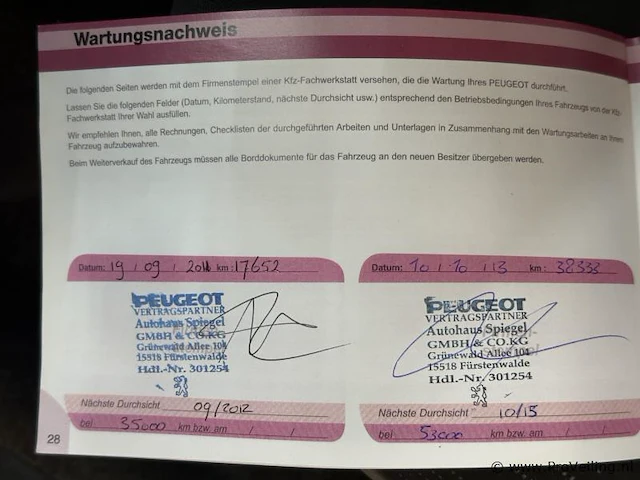 Wartungsnachweis
Die folgenden Seiten werden mit dem Firmenstempel einer Kfz-Fachwerkstatt versehen, die die Wartung Ihres PEUGEOT durchführt.
Lassen Sie die folgenden Felder (Datum, Kilometerstand, nächste Durchsicht usw.) entsprechend den Betriebsbedingungen Ihres Fahrzeugs von der Kfz-
Fachwerkstatt Ihrer Wahl ausfüllen.
Wir empfehlen Ihnen, alle Rechnungen, Checklisten der durchgeführten Arbeiten und Unterlagen in Zusammenhang mit den Wartungsarbeiten an Ihrem
Fahrzeug aufzubewahren.
Beim Weiterverkauf des Fahrzeugs müssen alle Borddokumente für das Fahrzeug an den neuen Besitzer übergeben werden.
Datum: 19 / 09 / 2011 km: 17652
PEUGEOT
VERTRAGSPARTNER
Autohaus Spiegel
GMBH & CO.KG
Grünewald Allee 104
15518 Fürstenwalde
Hdl.-Nr. 301254
Nächste Durchsicht 09/2012
bei 35000 km bzw. am / /
Datum: 10 / 10 / 13 km: 38333
PEUGEOT
VERTRAGSPARTNER
Autohaus Spiegel
GMBH & CO.KG
Grünewald Allee 104
15518 Fürstenwalde
Hdl.-Nr. 301254
Nächste Durchsicht 10/15
bei 53000 km bzw. am / /
28
© www.ProVeiling.nl